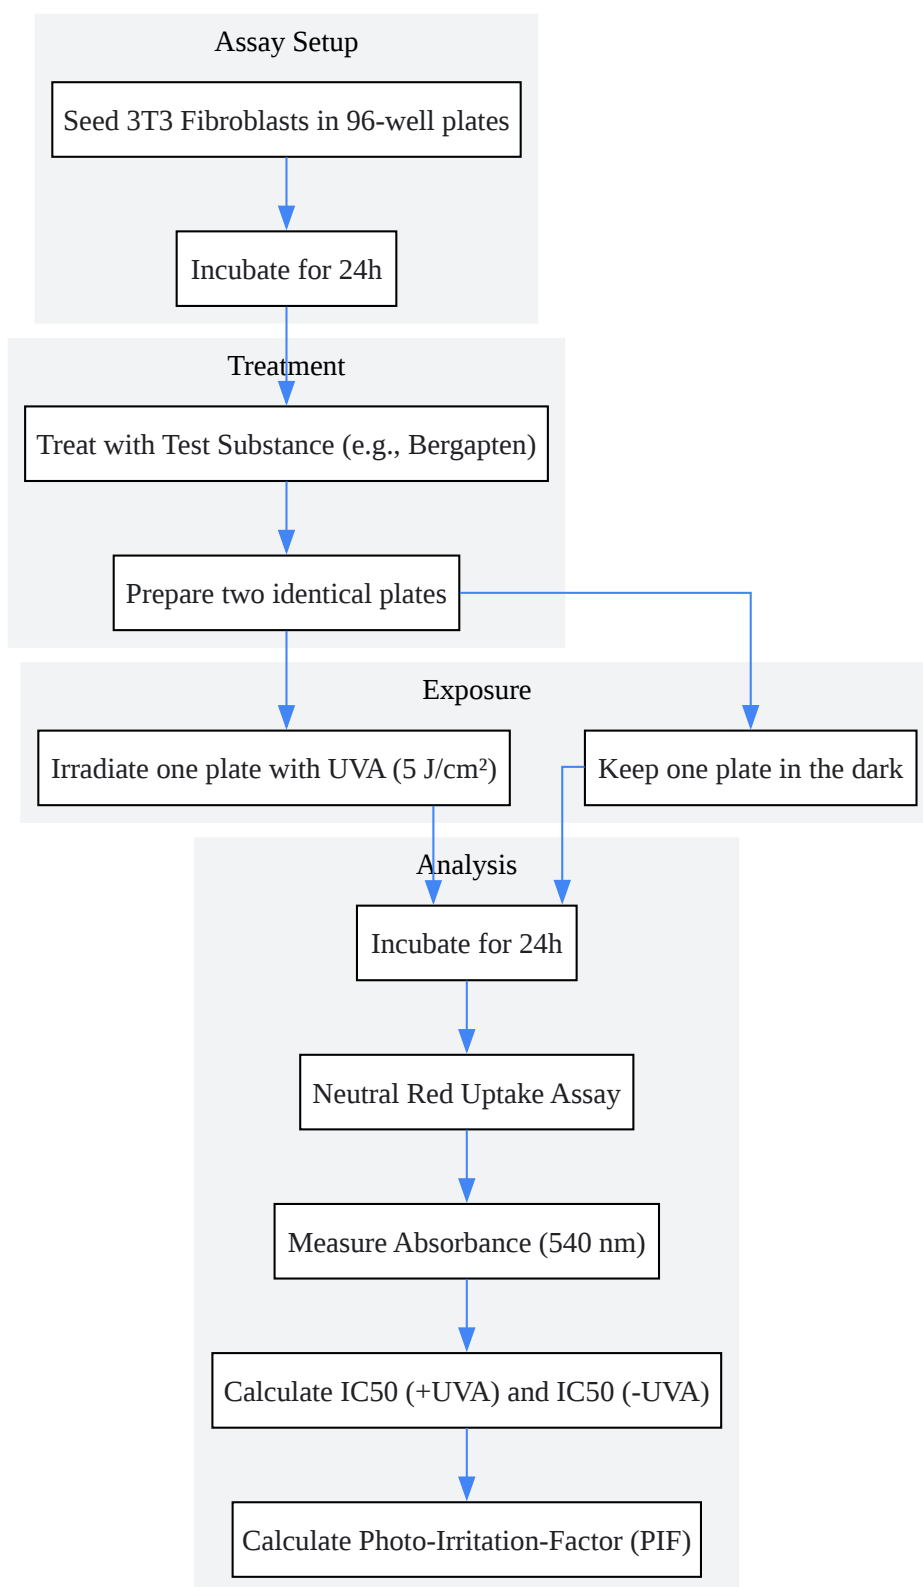 Assay Setup
Seed 3T3 Fibroblasts in 96-well plates
Incubate for 24h
Treatment
Treat with Test Substance (e.g., Bergapten)
Prepare two identical plates
Exposure
Irradiate one plate with UVA (5 J/cm²)
Keep one plate in the dark
Analysis
Incubate for 24h
Neutral Red Uptake Assay
Measure Absorbance (540 nm)
Calculate IC50 (+UVA) and IC50 (-UVA)
Calculate Photo-Irritation-Factor (PIF)